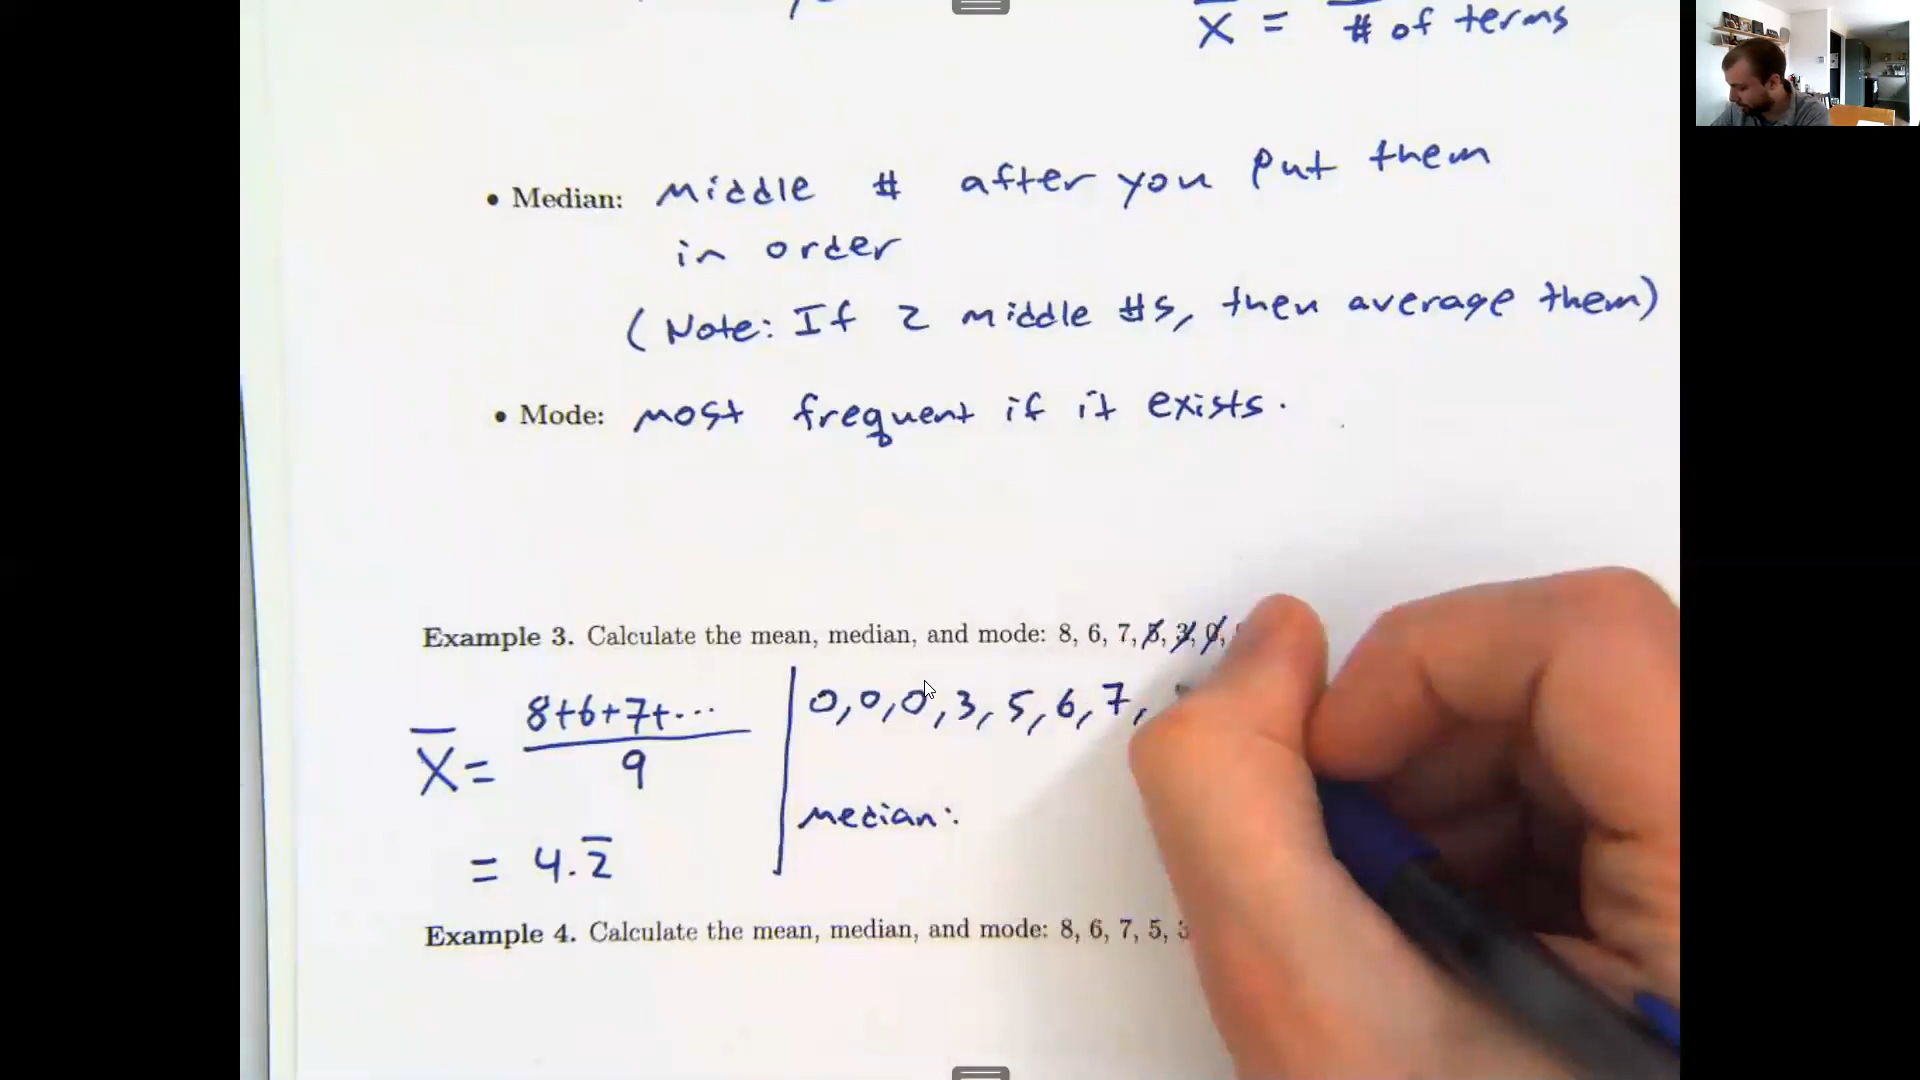 X̄ = # of terms
• Median: middle # after you put them
in order
(Note: If 2 middle #s, then average them)
• Mode: most frequent if it exists.
Example 3. Calculate the mean, median, and mode: 8, 6, 7, 5, 3, 0,
8+6+7+...
0, 0, 0, 3, 5, 6, 7,
X̄ =
9
median:
= 4.2̅
Example 4. Calculate the mean, median, and mode: 8, 6, 7, 5, 3